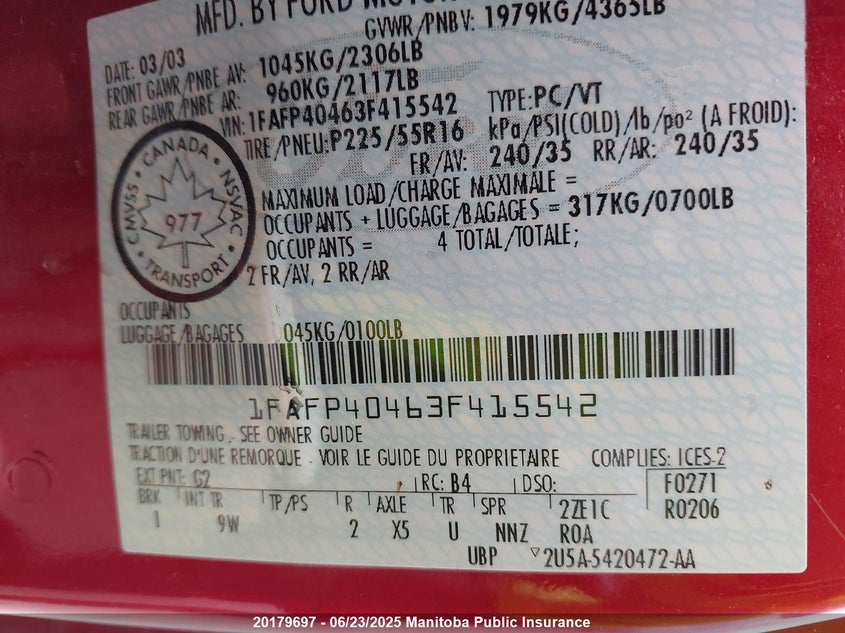 MFD. BY FORD MOTOR
GVWR/PNBV: 1979KG/4365LB
DATE: 03/03
FRONT GAWR/PNBE AV: 1045KG/2306LB
REAR GAWR/PNBE AR: 960KG/2117LB
VIN: 1FAFP40463F415542 TYPE: PC/VT
TIRE/PNEU: P225/55R16 kPa/PSI(COLD)/lb/po² (A FROID):
FR/AV: 240/35 RR/AR: 240/35
MAXIMUM LOAD/CHARGE MAXIMALE =
OCCUPANTS + LUGGAGE/BAGAGES = 317KG/0700LB
OCCUPANTS = 4 TOTAL/TOTALE;
2 FR/AV, 2 RR/AR
CANADA
CMVSS NSVAC
977
TRANSPORT
OCCUPANTS
LUGGAGE/BAGAGES 045KG/0100LB
1FAFP40463F415542
TRAILER TOWING - SEE OWNER GUIDE
TRACTION D'UNE REMORQUE - VOIR LE GUIDE DU PROPRIETAIRE COMPLIES: ICES-2
EXT PNT: G2 RC: B4 DSO: F0271
BRK INT TR TP/PS R AXLE TR SPR 2ZE1C R0206
1 9W 2 X5 U NNZ ROA
UBP 2U5A-5420472-AA
20179697 - 06/23/2025 Manitoba Public Insurance